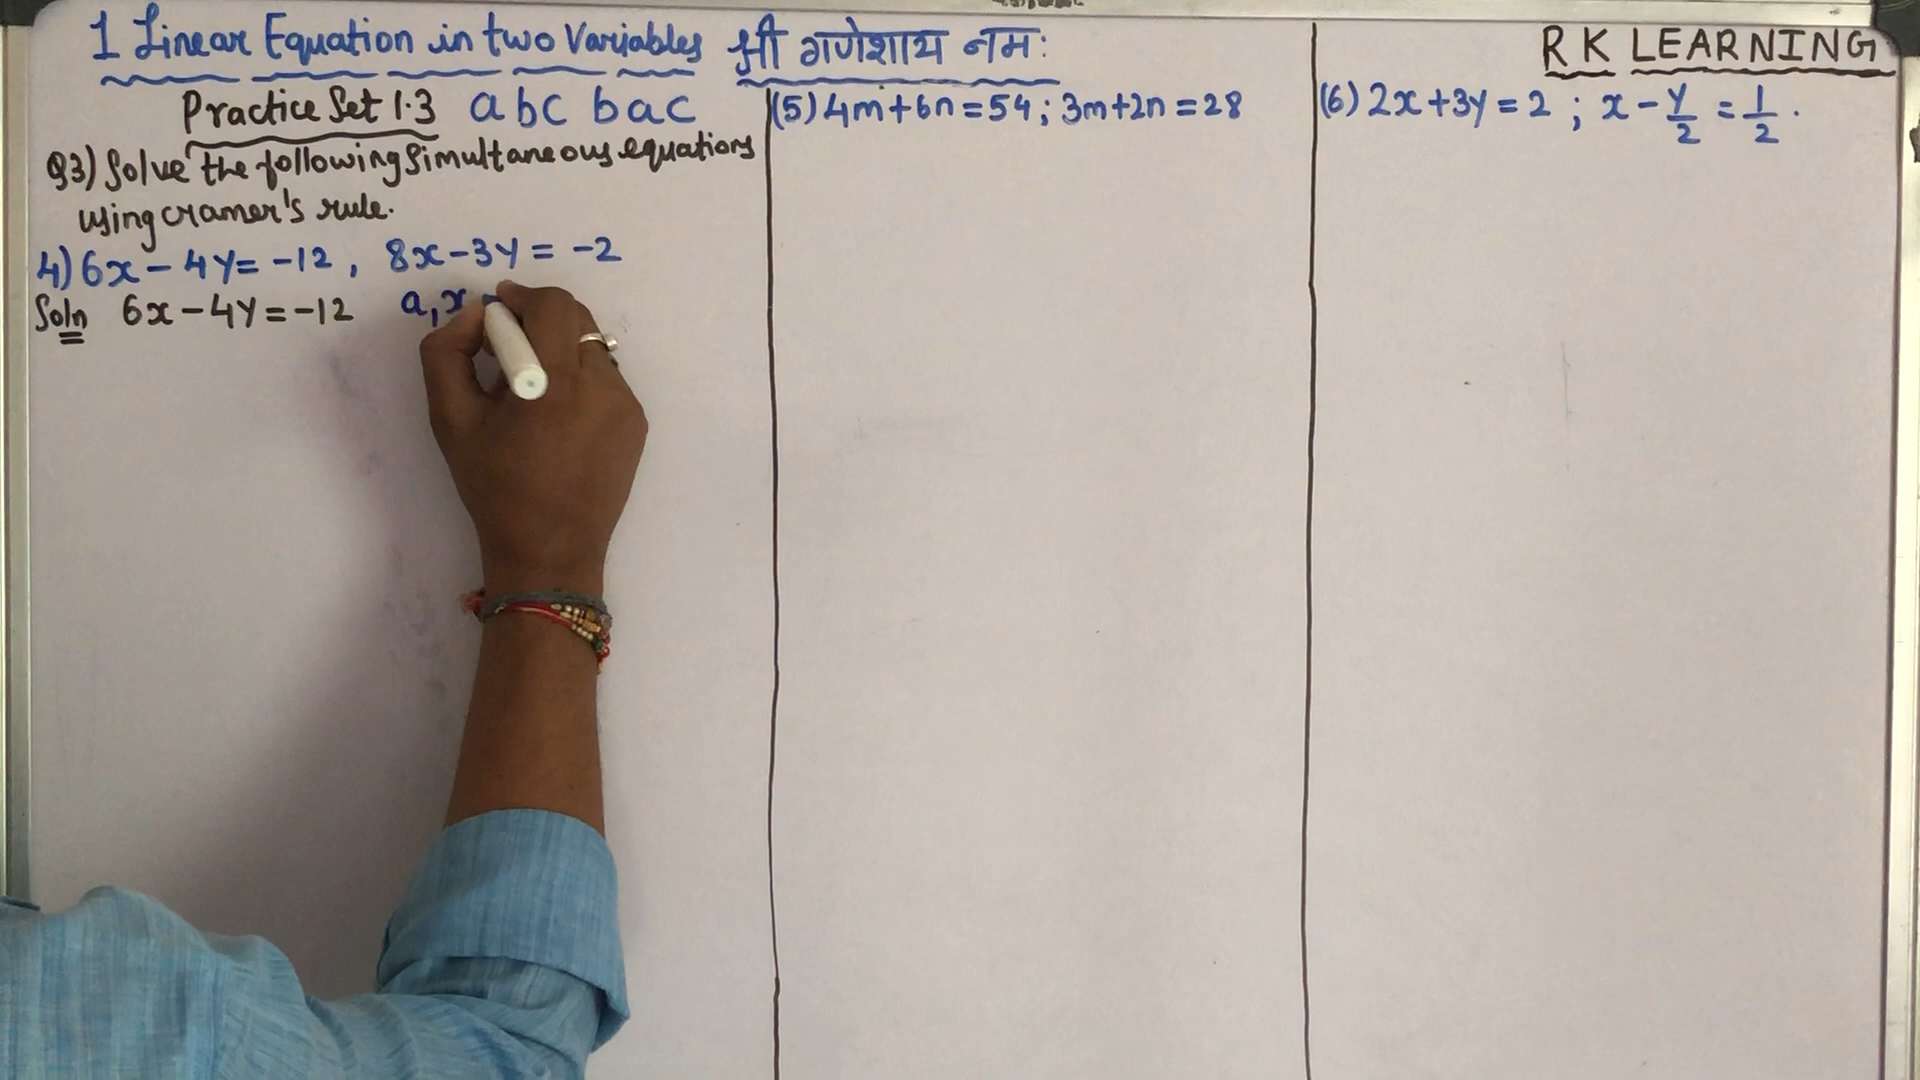 1 Linear Equation in two Variables श्री गणेशाय नमः
R K LEARNING
Practice Set 1.3 abc bac
Q3) Solve the following Simultaneous equations
using cramer's rule.
4) 6x - 4y = -12, 8x - 3y = -2
Soln 6x - 4y = -12 a₁x
(5) 4m + 6n = 54; 3m + 2n = 28
(6) 2x + 3y = 2; x - y/2 = 1/2.